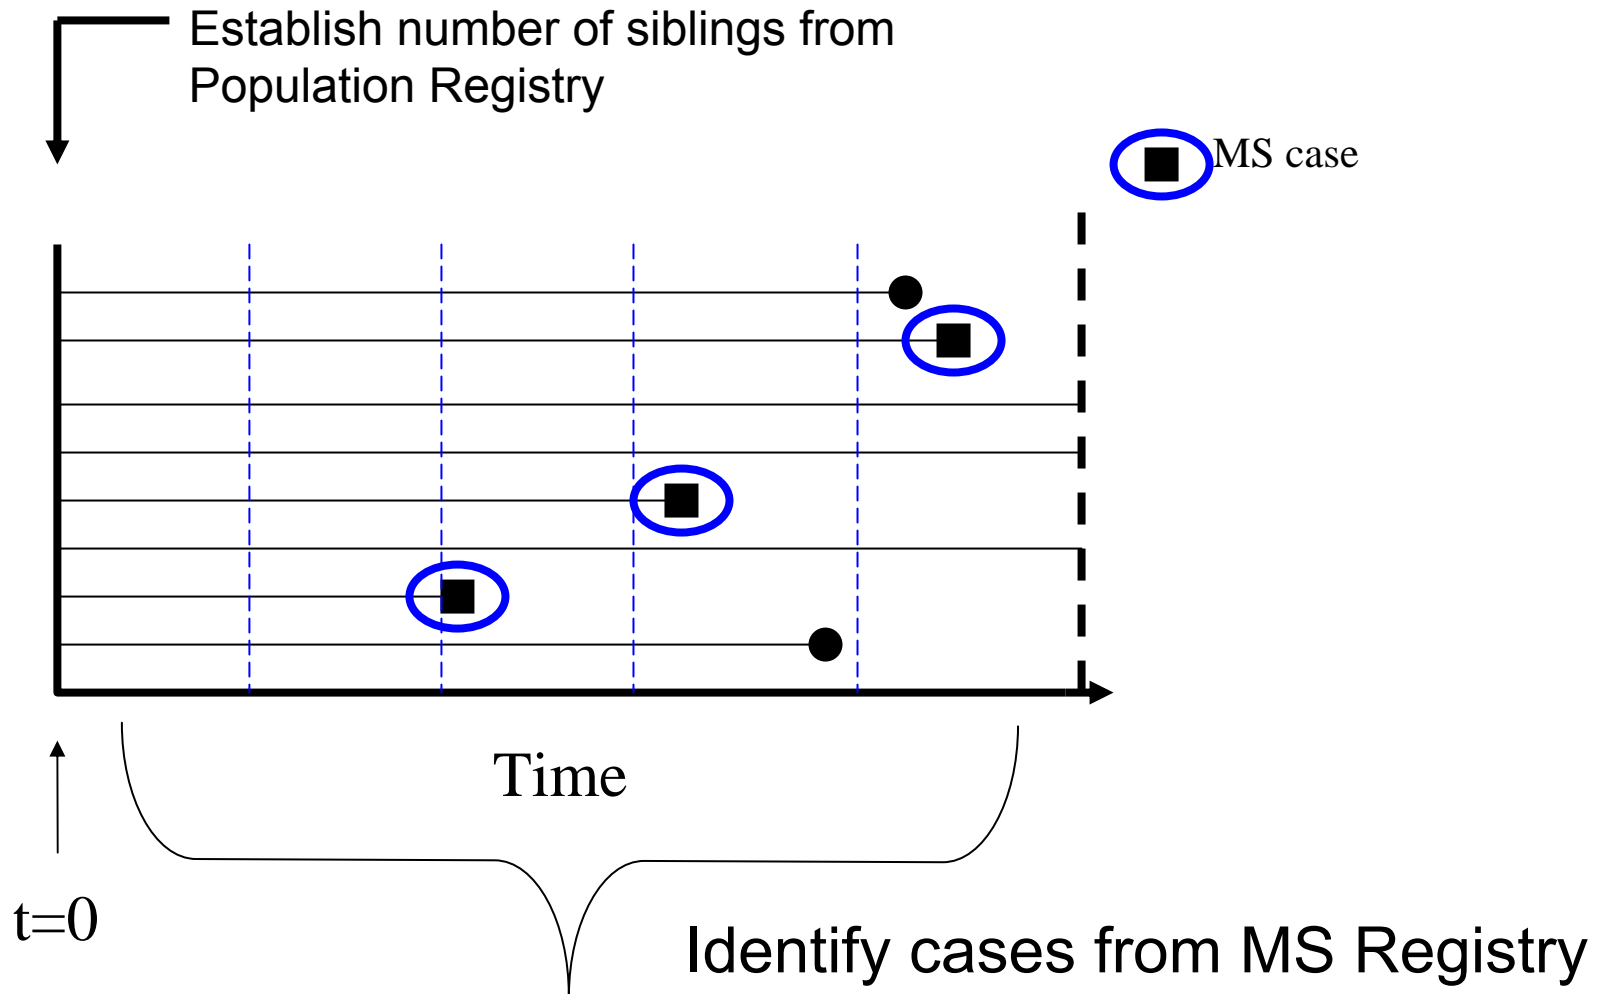 Establish number of siblings from
Population Registry
MS case
Time
t=0
Identify cases from MS Registry